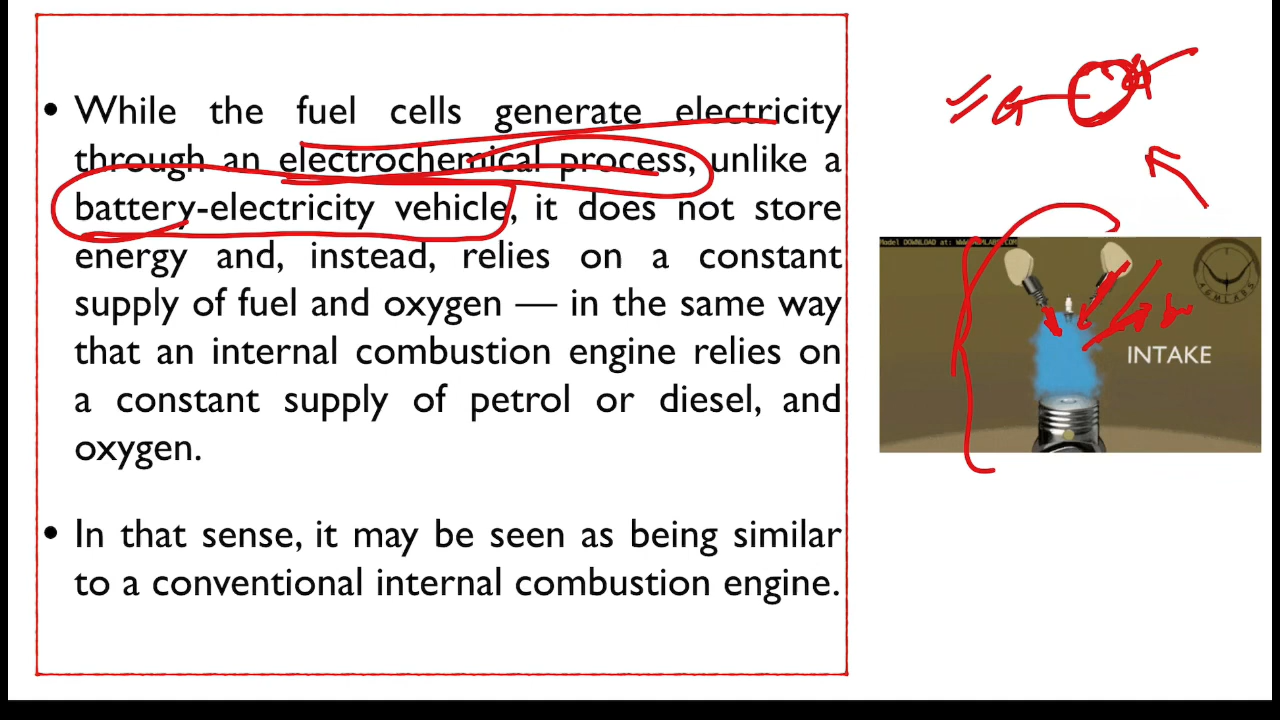 • While the fuel cells generate electricity
through an electrochemical process, unlike a
battery-electricity vehicle, it does not store
energy and, instead, relies on a constant
supply of fuel and oxygen — in the same way
that an internal combustion engine relies on
a constant supply of petrol or diesel, and
oxygen.
• In that sense, it may be seen as being similar
to a conventional internal combustion engine.
INTAKE